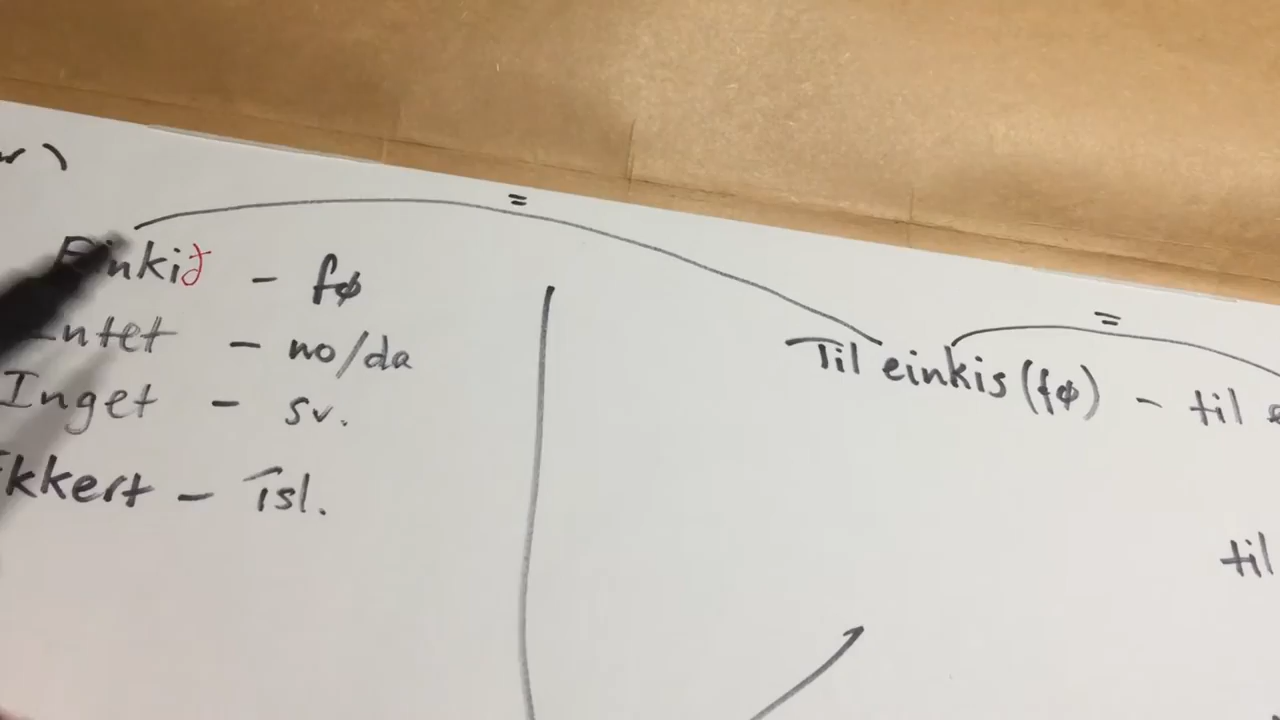 =
Einkið - fø
=
Intet - no/da
Til einkis (fø) - til
Inget - sv.
Ekkert - ísl.
til